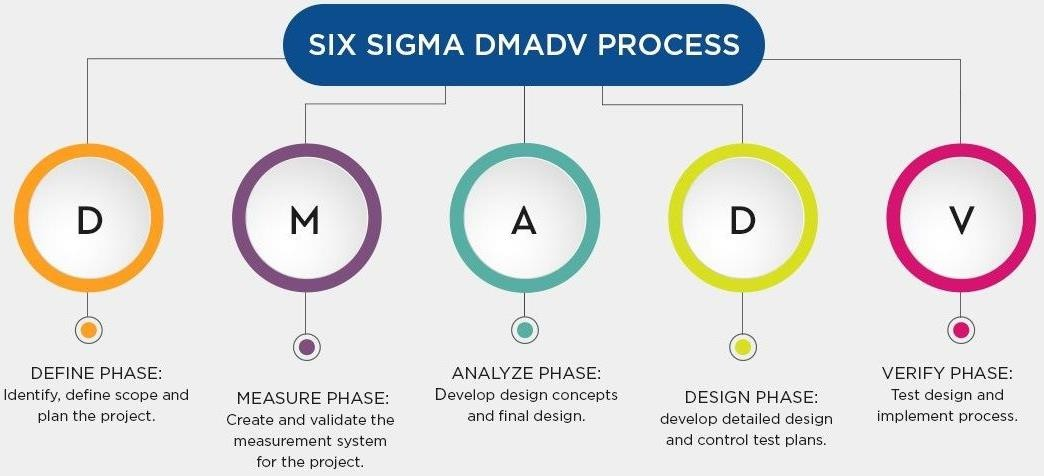 SIX SIGMA DMADV PROCESS
D
M
A
D
V
DEFINE PHASE:
Identify, define scope and
plan the project.
MEASURE PHASE:
Create and validate the
measurement system
for the project.
ANALYZE PHASE:
Develop design concepts
and final design.
DESIGN PHASE:
develop detailed design
and control test plans.
VERIFY PHASE:
Test design and
implement process.